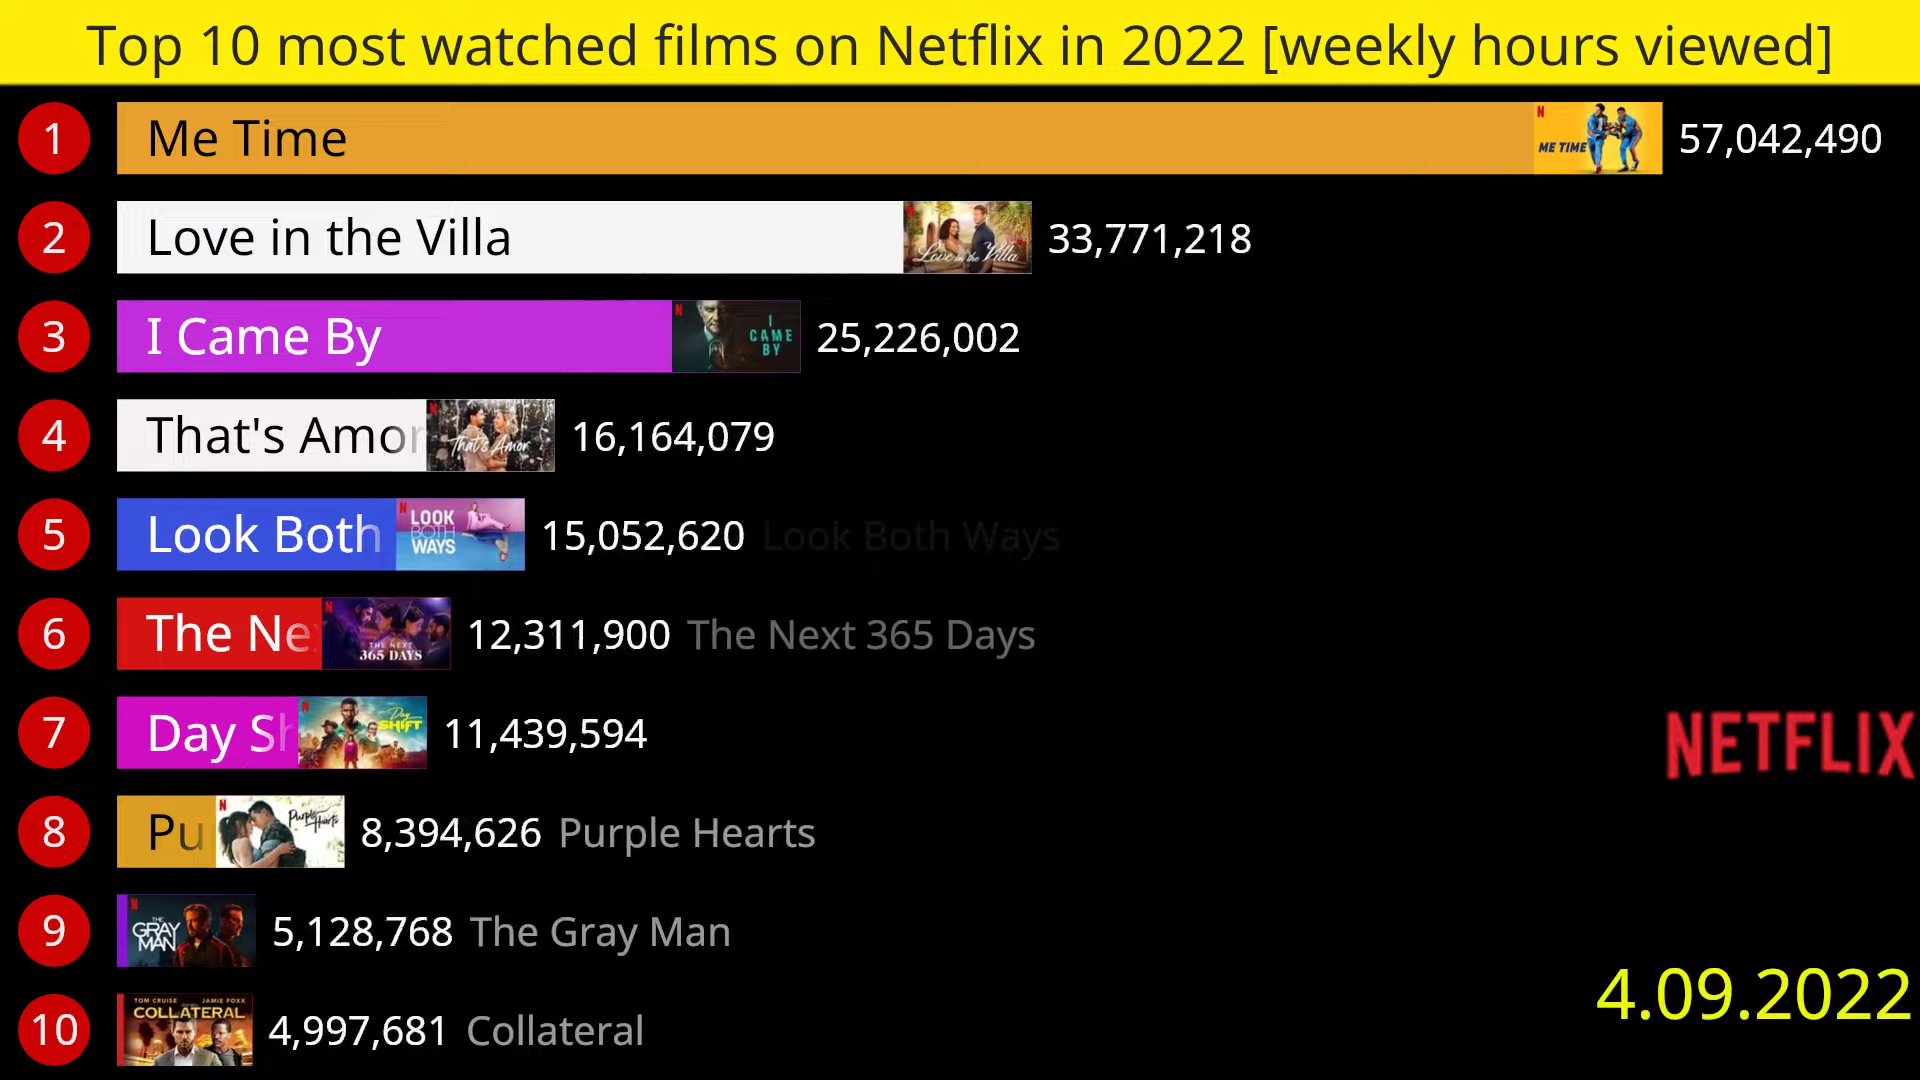 Top 10 most watched films on Netflix in 2022 [weekly hours viewed]
1 Me Time N ME TIME 57,042,490
2 Love in the Villa Love in the Villa 33,771,218
3 I Came By N I CAME BY 25,226,002
4 That's Amor That's Amor 16,164,079
5 Look Both N LOOK BOTH WAYS 15,052,620 Look Both Ways
6 The Ne N THE NEXT 365 DAYS 12,311,900 The Next 365 Days
7 Day Sh N Day SHIFT 11,439,594
NETFLIX
8 Pu N Purple Hearts 8,394,626 Purple Hearts
9 N THE GRAY MAN 5,128,768 The Gray Man
4.09.2022
10 TOM CRUISE JAMIE FOXX COLLATERAL 4,997,681 Collateral